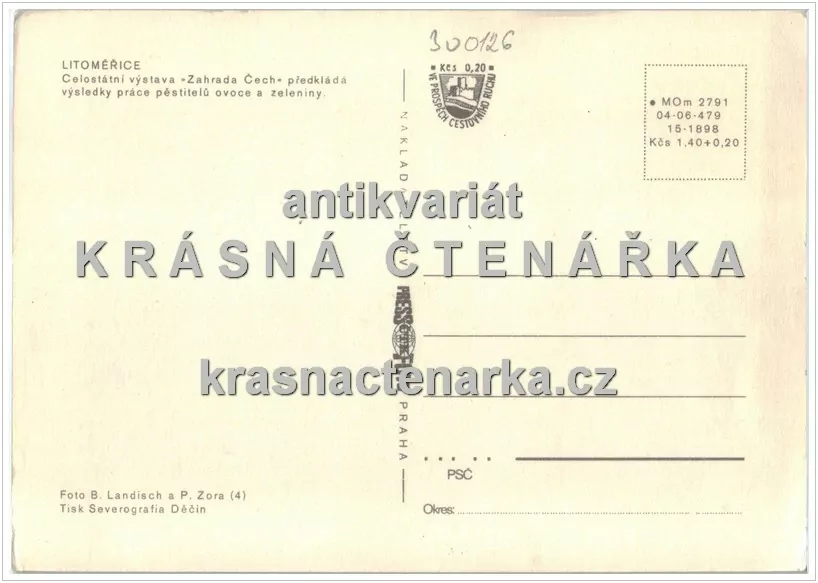 300126
LITOMĚŘICE
Celostátní výstava »Zahrada Čech« předkládá
výsledky práce pěstitelů ovoce a zeleniny.
Kčs 0,20
VE PROSPĚCH CESTOVNÍHO RUCHU
• MOm 2791
04-06-479
15-1898
Kčs 1.40+0,20
antikvariát
KRÁSNÁ ČTENÁŘKA
krasnactenarka.cz
PRAHA
PSČ
Okres:
Foto B. Landisch a P. Zora (4)
Tisk Severografia Děčín